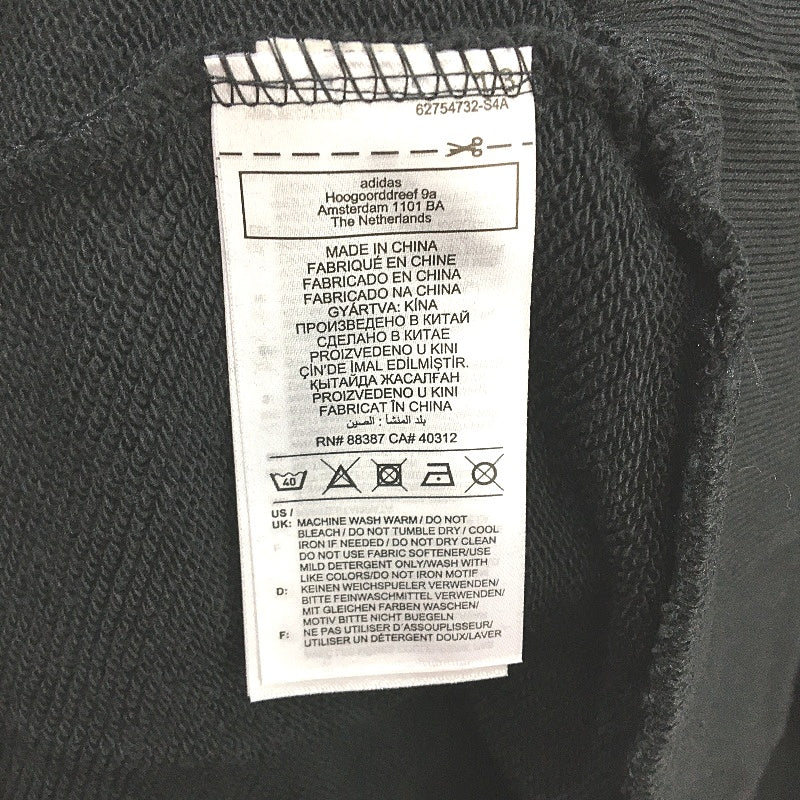 1/3
62754732-S4A
adidas
Hoogoorddreef 9a
Amsterdam 1101 BA
The Netherlands
MADE IN CHINA
FABRIQUÉ EN CHINE
FABRICADO EN CHINA
FABRICADO NA CHINA
GYÁRTVA: KÍNA
ПРОИЗВЕДЕНО В КИТАЙ
СДЕЛАНО В КИТАЕ
PROIZVEDENO U KINI
ÇİN'DE İMAL EDİLMİŞTİR.
ҚЫТАЙДА ЖАСАЛҒАН
PROIZVEDENO U KINI
FABRICAT ÎN CHINA
بلد المنشأ : الصين
RN# 88387 CA# 40312
40
US /
UK: MACHINE WASH WARM / DO NOT
BLEACH / DO NOT TUMBLE DRY / COOL
IRON IF NEEDED / DO NOT DRY CLEAN
DO NOT USE FABRIC SOFTENER/USE
MILD DETERGENT ONLY/WASH WITH
LIKE COLORS/DO NOT IRON MOTIF
D: KEINEN WEICHSPUELER VERWENDEN/
BITTE FEINWASCHMITTEL VERWENDEN/
MIT GLEICHEN FARBEN WASCHEN/
MOTIV BITTE NICHT BUEGELN
F: NE PAS UTILISER D'ASSOUPLISSEUR/
UTILISER UN DÉTERGENT DOUX/LAVER